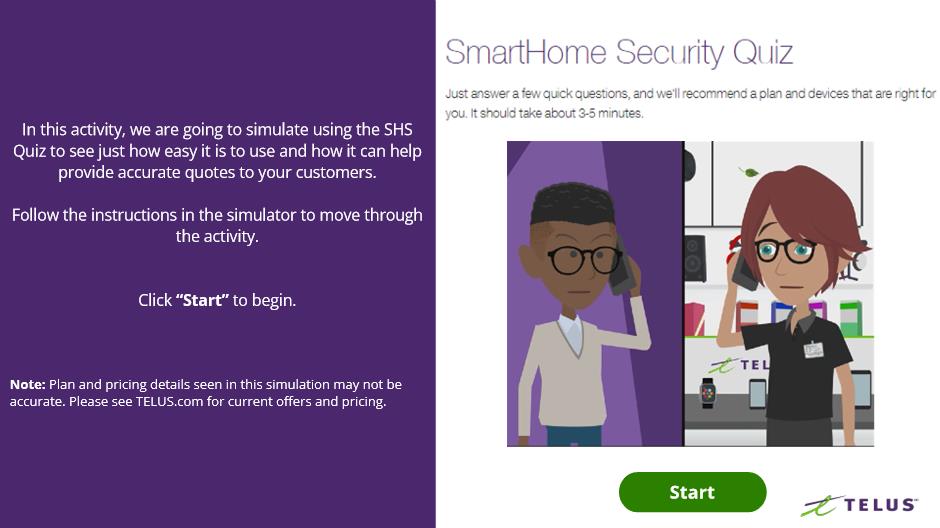 In this activity, we are going to simulate using the SHS
Quiz to see just how easy it is to use and how it can help
provide accurate quotes to your customers.
Follow the instructions in the simulator to move through
the activity.
Click “Start” to begin.
Note: Plan and pricing details seen in this simulation may not be
accurate. Please see TELUS.com for current offers and pricing.
SmartHome Security Quiz
Just answer a few quick questions, and we'll recommend a plan and devices that are right for
you. It should take about 3-5 minutes.
TEL
Start
TELUS